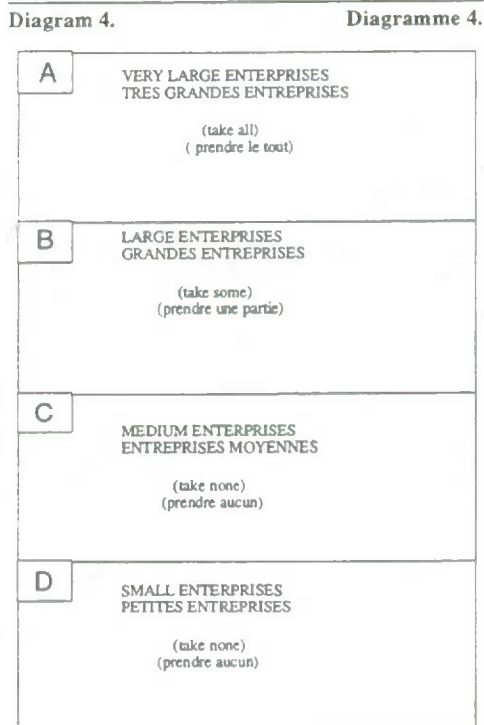 Diagram 4.
Diagramme 4.
A
VERY LARGE ENTERPRISES
TRES GRANDES ENTREPRISES
(take all)
( prendre le tout)
B
LARGE ENTERPRISES
GRANDES ENTREPRISES
(take some)
(prendre une partie)
C
MEDIUM ENTERPRISES
ENTREPRISES MOYENNES
(take none)
(prendre aucun)
D
SMALL ENTERPRISES
PETITES ENTREPRISES
(take none)
(prendre aucun)